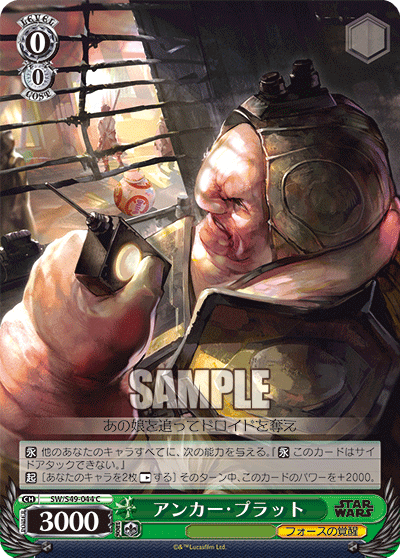 LEVEL
0
0
COST
SAMPLE
あの娘を追ってドロイドを奪え
【永】 他のあなたのキャラすべてに、次の能力を与える。『【永】 このカードはサイドアタックできない。』
【起】［あなたのキャラを2枚レストする］ そのターン中、このカードのパワーを+2000。
CH
SW/S49-044 C
POWER
3000
アンカー・プラット
STAR WARS
フォースの覚醒
©&™Lucasfilm Ltd.